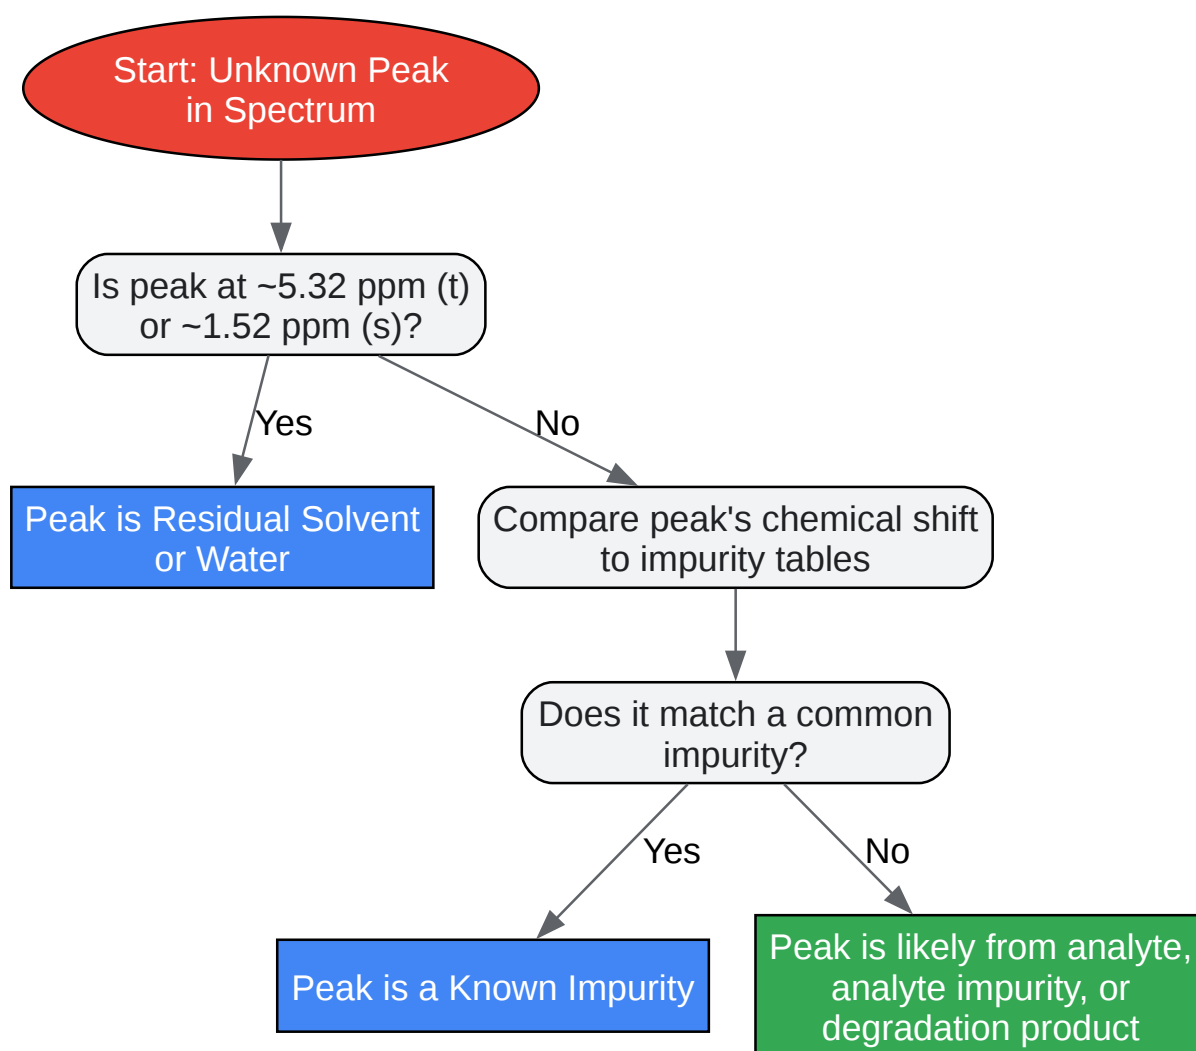 Start: Unknown Peak
in Spectrum
Is peak at ~5.32 ppm (t)
or ~1.52 ppm (s)?
Yes
No
Peak is Residual Solvent
or Water
Compare peak's chemical shift
to impurity tables
Does it match a common
impurity?
Yes
No
Peak is a Known Impurity
Peak is likely from analyte,
analyte impurity, or
degradation product